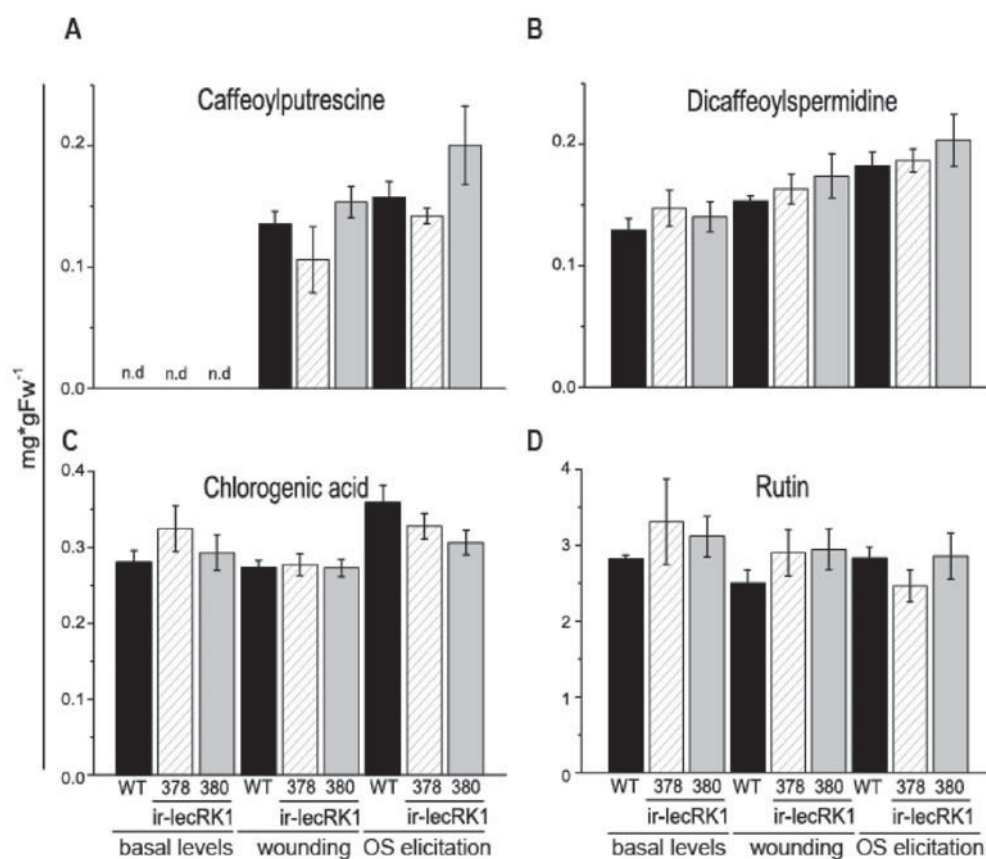 A
B
Caffeoylputrescine
Dicaffeoylspermidine
0.2
0.2
0.1
0.1
n.d n.d n.d
0.0
0.0
mg*gFw⁻¹
C
D
Chlorogenic acid
Rutin
0.4
4
0.3
3
0.2
2
0.1
1
0.0
0
WT 378 380 WT 378 380 WT 378 380
WT 378 380 WT 378 380 WT 378 380
ir-lecRK1 ir-lecRK1 ir-lecRK1
ir-lecRK1 ir-lecRK1 ir-lecRK1
basal levels wounding OS elicitation
basal levels wounding OS elicitation